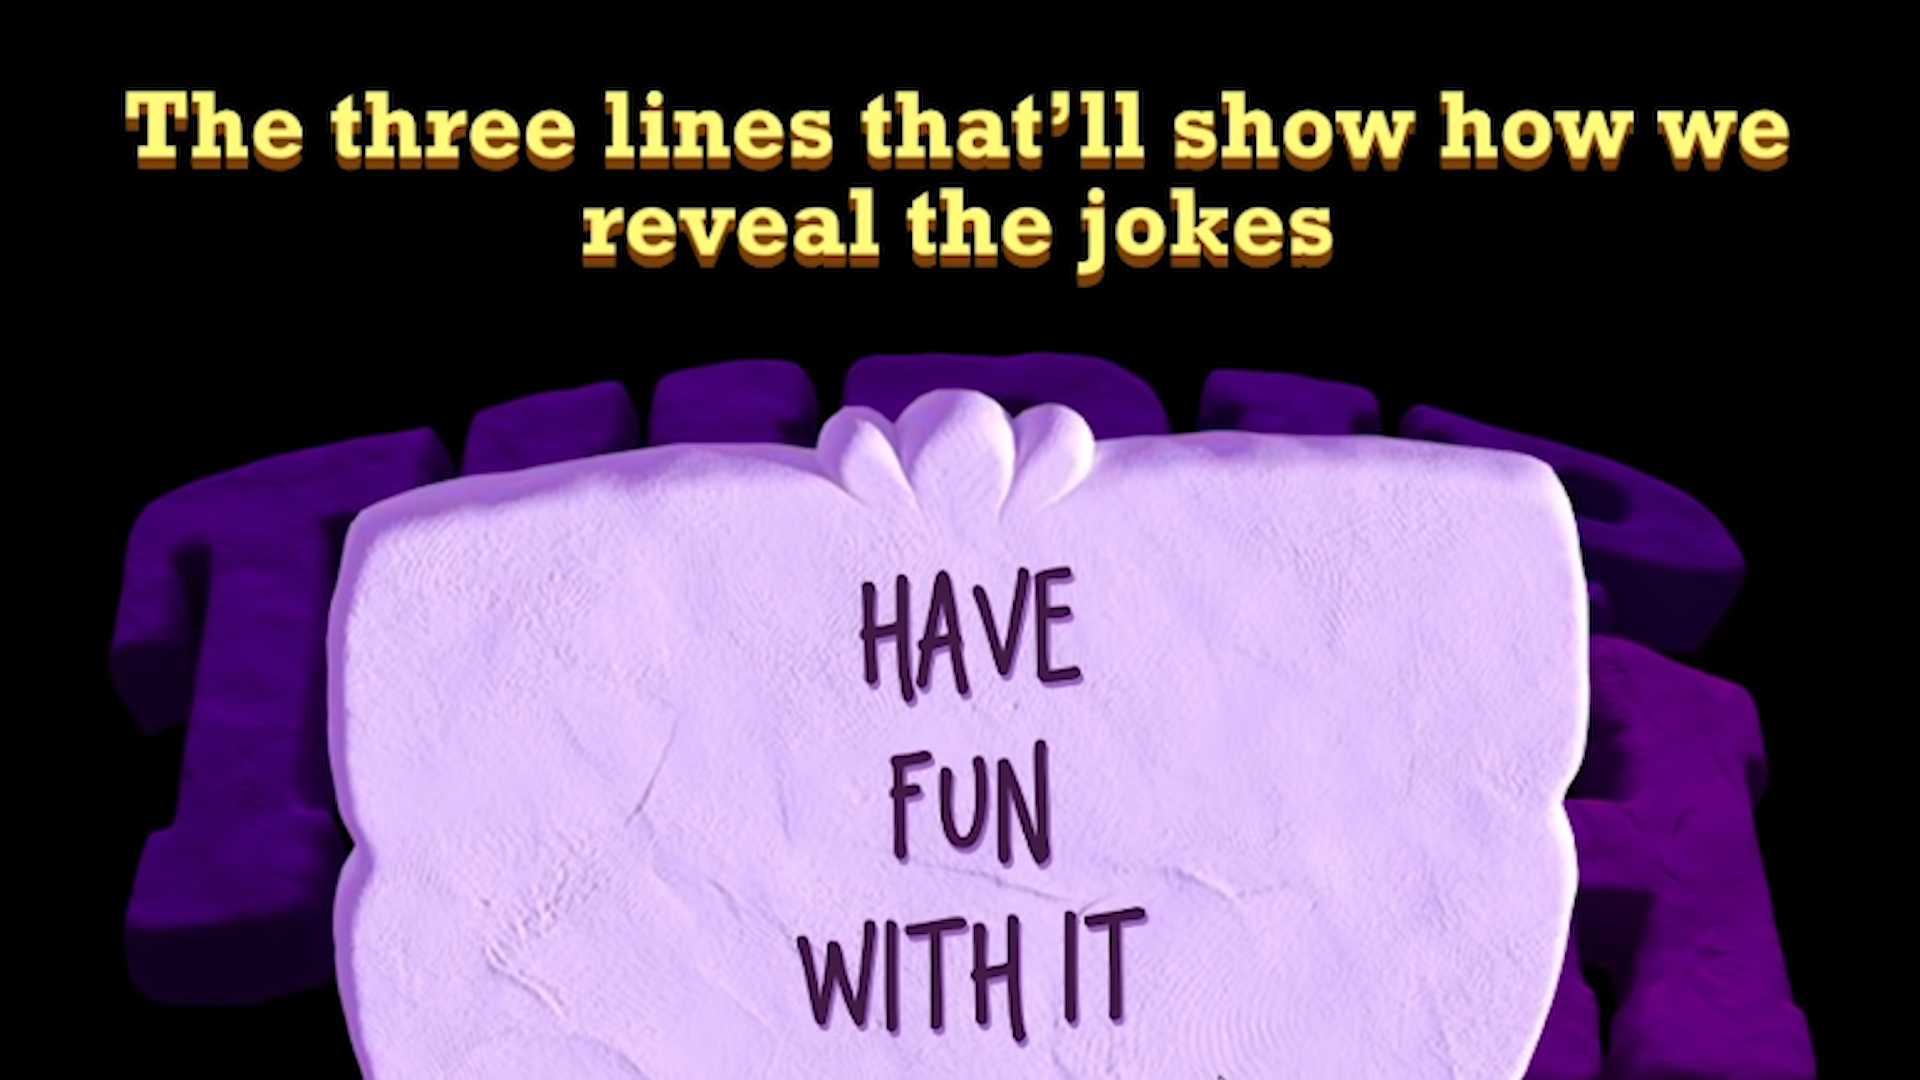 The three lines that’ll show how we
reveal the jokes
HAVE
FUN
WITH IT